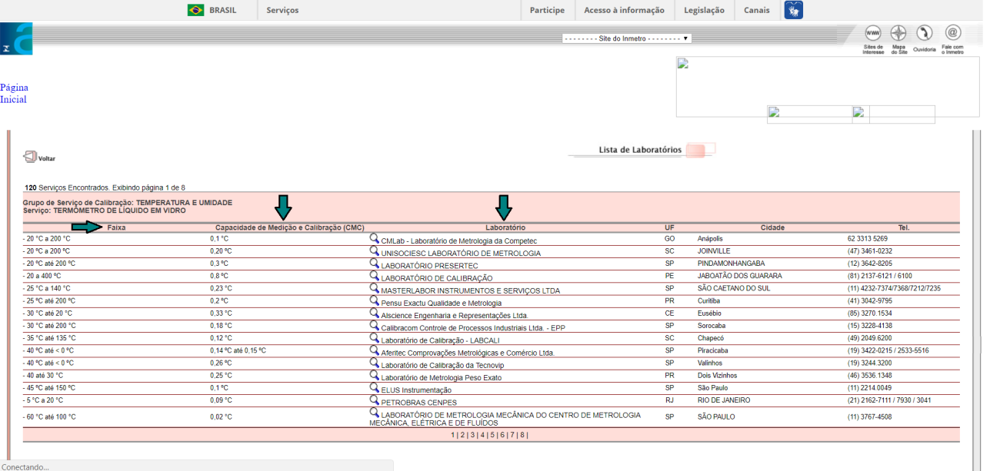 BRASIL Serviços Participe Acesso à informação Legislação Canais
- - - - - - - - Site do Inmetro - - - - - - - -
www @
Sites de Interesse Mapa do Site Ouvidoria Fale com o Inmetro
Página
Inicial
Voltar
Lista de Laboratórios
120 Serviços Encontrados. Exibindo página 1 de 8
Grupo de Serviço de Calibração: TEMPERATURA E UMIDADE
Serviço: TERMÔMETRO DE LÍQUIDO EM VIDRO
Faixa Capacidade de Medição e Calibração (CMC) Laboratório UF Cidade Tel.
- 20 °C a 200 °C 0,1 °C CMLab - Laboratório de Metrologia da Competec GO Anápolis 62 3313 5269
- 20 ºC a 200 ºC 0,20 ºC UNISOCIESC LABORATÓRIO DE METROLOGIA SC JOINVILLE (47) 3461-0232
- 20 ºC até 200 ºC 0,3 ºC LABORATÓRIO PRESERTEC SP PINDAMONHANGABA (12) 3642-8205
- 20 a 400 °C 0,8 °C LABORATÓRIO DE CALIBRAÇÃO PE JABOATÃO DOS GUARARA (81) 2137-6121 / 6100
- 25 °C a 140 °C 0,23 °C MASTERLABOR INSTRUMENTOS E SERVIÇOS LTDA SP SÃO CAETANO DO SUL (11) 4232-7374/7368/7212/7235
- 25 ºC até 200 ºC 0,2 ºC Pensu Exactu Qualidade e Metrologia PR Curitiba (41) 3042-9795
- 30 °C até 20 °C 0,33 °C Alscience Engenharia e Representações Ltda. CE Eusébio (85) 3270.1534
- 30 °C até 200 °C 0,18 °C Calibracom Controle de Processos Industriais Ltda. - EPP SP Sorocaba (15) 3228-4138
- 35 °C até 135 °C 0,12 °C Laboratório de Calibração - LABCALI SC Chapecó (49) 2049.6200
- 40 ºC até < 0 ºC 0,14 ºC até 0,15 ºC Aferitec Comprovações Metrológicas e Comércio Ltda. SP Piracicaba (19) 3422-0215 / 2533-5516
- 40 °C até < 0 °C 0,26 °C Laboratório de Calibração da Tecnovip SP Valinhos (19) 3244.3200
- 40 até 30 °C 0,25 °C Laboratório de Metrologia Peso Exato PR Dois Vizinhos (46) 3536.1348
- 45 ºC até 150 ºC 0,1 ºC ELUS Instrumentação SP São Paulo (11) 2214.0049
- 5 °C a 20 °C 0,09 °C PETROBRAS CENPES RJ RIO DE JANEIRO (21) 2162-7111 / 7930 / 3041
- 60 °C até 100 °C 0,02 °C LABORATÓRIO DE METROLOGIA MECÂNICA DO CENTRO DE METROLOGIA MECÂNICA, ELÉTRICA E DE FLUÍDOS SP SÃO PAULO (11) 3767-4508
1 | 2 | 3 | 4 | 5 | 6 | 7 | 8 |
Conectando...